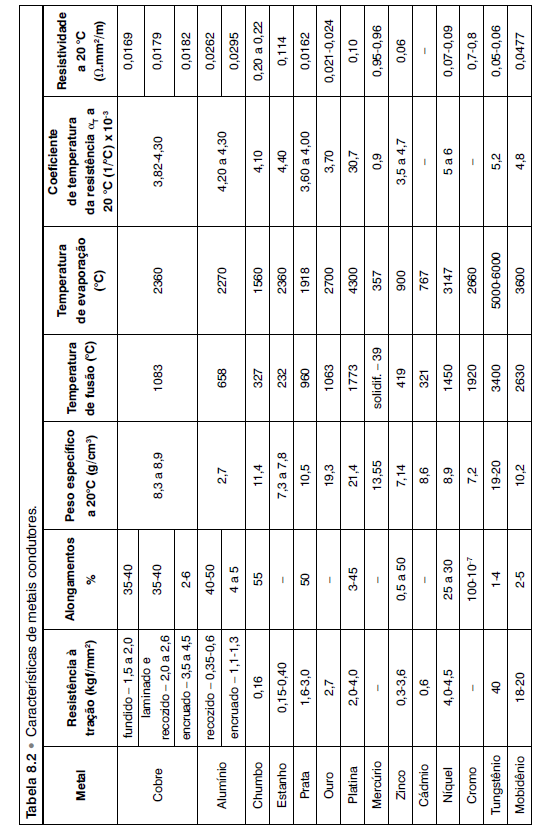 Tabela 8.2 • Características de metais condutores.
Metal | Resistência à tração (kgf/mm²) | Alongamentos % | Peso específico a 20°C (g/cm³) | Temperatura de fusão (°C) | Temperatura de evaporação (°C) | Coeficiente de temperatura da resistência αT a 20 °C (1/°C) x 10-3 | Resistividade a 20 °C (Ω.mm²/m)
Cobre | fundido – 1,5 a 2,0 | 35-40 | 8,3 a 8,9 | 1083 | 2360 | 3,82-4,30 | 0,0169
laminado e recozido – 2,0 a 2,6 | 35-40 | 0,0179
encruado – 3,5 a 4,5 | 2-6 | 0,0182
Alumínio | recozido – 0,35-0,6 | 40-50 | 2,7 | 658 | 2270 | 4,20 a 4,30 | 0,0262
encruado – 1,1-1,3 | 4 a 5 | 0,0295
Chumbo | 0,16 | 55 | 11,4 | 327 | 1560 | 4,10 | 0,20 a 0,22
Estanho | 0,15-0,40 | – | 7,3 a 7,8 | 232 | 2360 | 4,40 | 0,114
Prata | 1,6-3,0 | 50 | 10,5 | 960 | 1918 | 3,60 a 4,00 | 0,0162
Ouro | 2,7 | – | 19,3 | 1063 | 2700 | 3,70 | 0,021-0,024
Platina | 2,0-4,0 | 3-45 | 21,4 | 1773 | 4300 | 30,7 | 0,10
Mercúrio | – | – | 13,55 | solidif. – 39 | 357 | 0,9 | 0,95-0,96
Zinco | 0,3-3,6 | 0,5 a 50 | 7,14 | 419 | 900 | 3,5 a 4,7 | 0,06
Cádmio | 0,6 | – | 8,6 | 321 | 767 | – | –
Níquel | 4,0-4,5 | 25 a 30 | 8,9 | 1450 | 3147 | 5 a 6 | 0,07-0,09
Cromo | – | 100-10-7 | 7,2 | 1920 | 2660 | – | 0,7-0,8
Tungstênio | 40 | 1-4 | 19-20 | 3400 | 5000-6000 | 5,2 | 0,05-0,06
Mobidênio | 18-20 | 2-5 | 10,2 | 2630 | 3600 | 4,8 | 0,0477